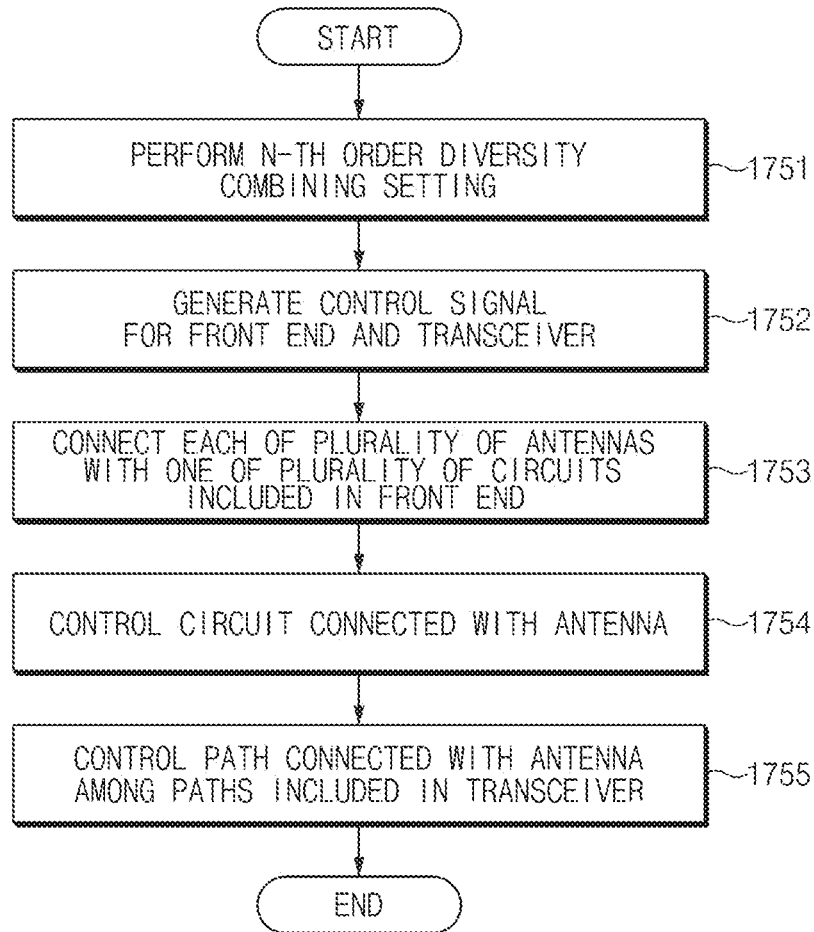 START
PERFORM N-TH ORDER DIVERSITY
COMBINING SETTING
1751
GENERATE CONTROL SIGNAL
FOR FRONT END AND TRANSCEIVER
1752
CONNECT EACH OF PLURALITY OF ANTENNAS
WITH ONE OF PLURALITY OF CIRCUITS
INCLUDED IN FRONT END
1753
CONTROL CIRCUIT CONNECTED WITH ANTENNA
1754
CONTROL PATH CONNECTED WITH ANTENNA
AMONG PATHS INCLUDED IN TRANSCEIVER
1755
END